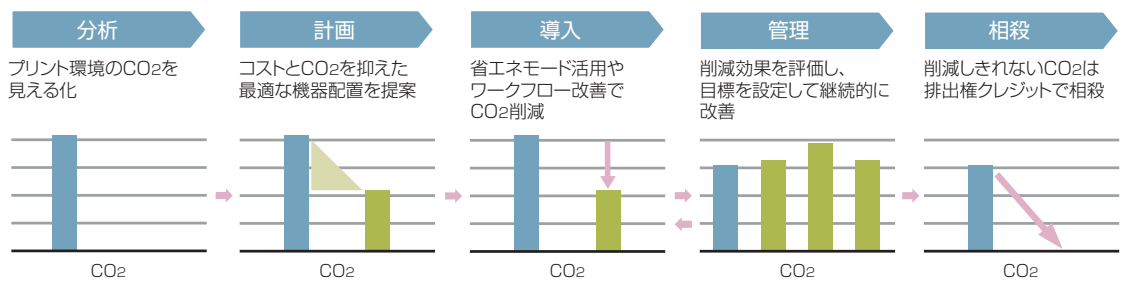 分析
プリント環境のCO2を
見える化
CO2
計画
コストとCO2を抑えた
最適な機器配置を提案
CO2
導入
省エネモード活用や
ワークフロー改善で
CO2削減
CO2
管理
削減効果を評価し、
目標を設定して継続的に
改善
CO2
相殺
削減しきれないCO2は
排出権クレジットで相殺
CO2